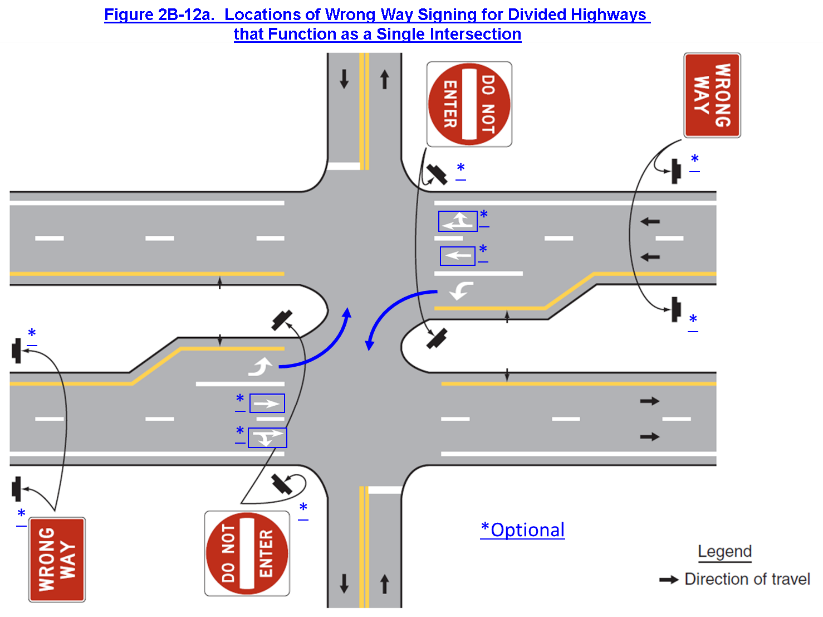 Figure 2B-12a. Locations of Wrong Way Signing for Divided Highways
that Function as a Single Intersection
DO NOT
ENTER
WRONG
WAY
*
*
*
*
*
*
*
*
*
*
WRONG
WAY
DO NOT
ENTER
*Optional
Legend
Direction of travel